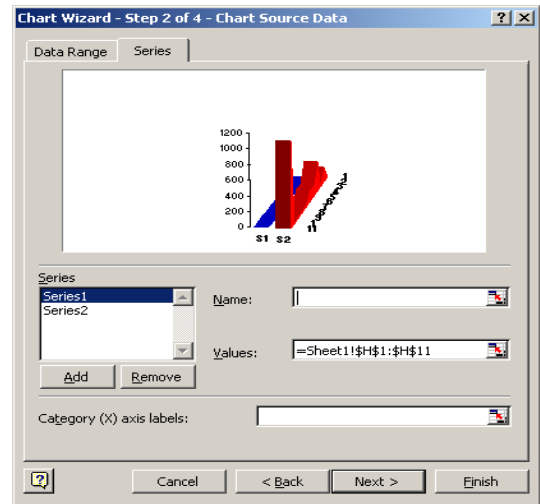 Chart Wizard - Step 2 of 4 - Chart Source Data
Data Range Series
1200
1000
800
600
400
200
0
S1 S2
Series
Series1
Series2
Name:
Values: =Sheet1!$H$1:$H$11
Add Remove
Category (X) axis labels:
Cancel < Back Next > Finish